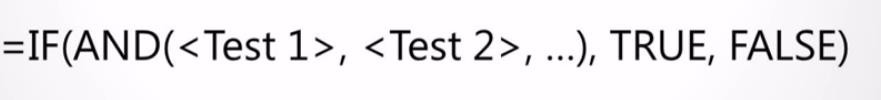 =IF(AND(<Test 1>, <Test 2>, ...), TRUE, FALSE)